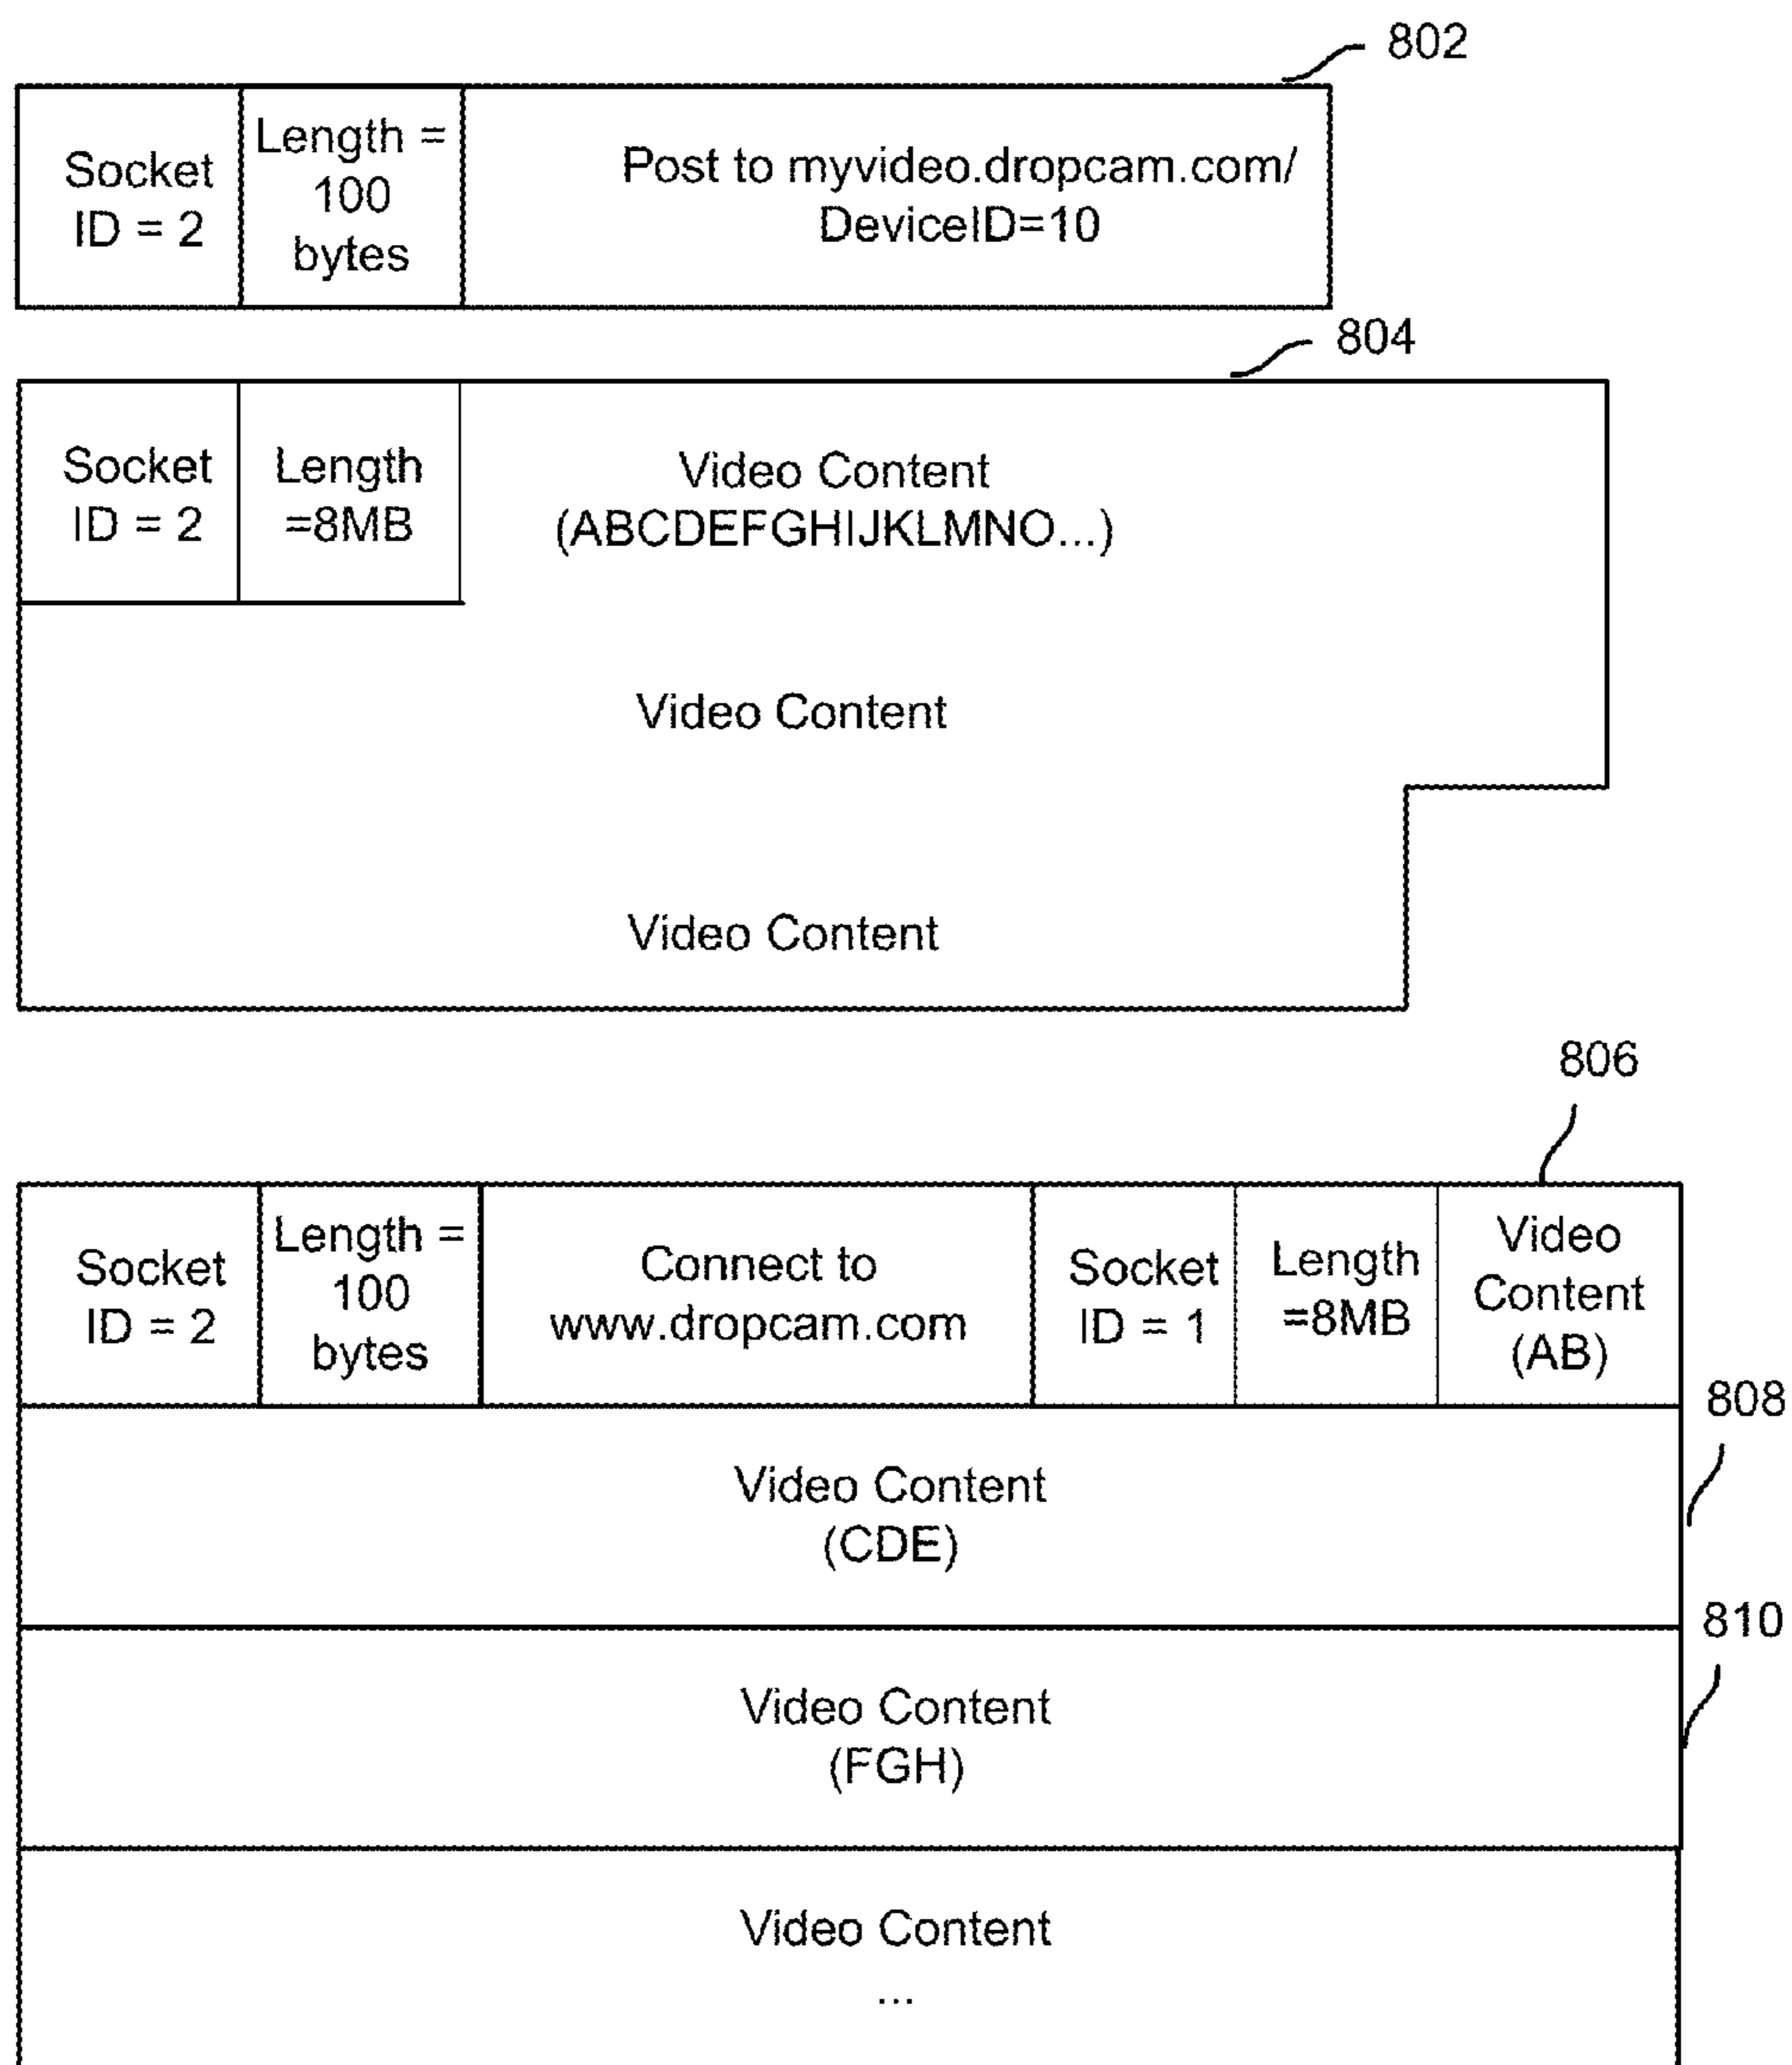 802
Socket
ID = 2
Length =
100
bytes
Post to myvideo.dropcam.com/
DeviceID=10
804
Socket
ID = 2
Length
=8MB
Video Content
(ABCDEFGHIJKLMNO...)
Video Content
Video Content
806
Socket
ID = 2
Length =
100
bytes
Connect to
www.dropcam.com
Socket
ID = 1
Length
=8MB
Video
Content
(AB)
808
Video Content
(CDE)
810
Video Content
(FGH)
Video Content
...